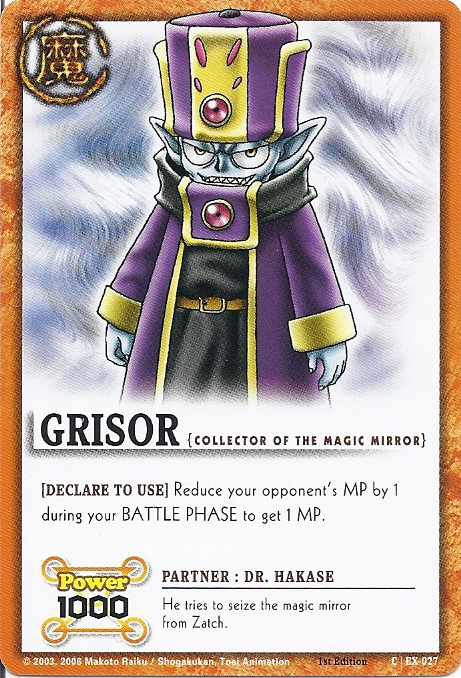 魔
GRISOR {COLLECTOR OF THE MAGIC MIRROR}
[DECLARE TO USE] Reduce your opponent's MP by 1
during your BATTLE PHASE to get 1 MP.
Power
1000
PARTNER : DR. HAKASE
He tries to seize the magic mirror
from Zatch.
© 2003, 2006 Makoto Raiku / Shogakukan, Toei Animation 1st Edition C | EX-027